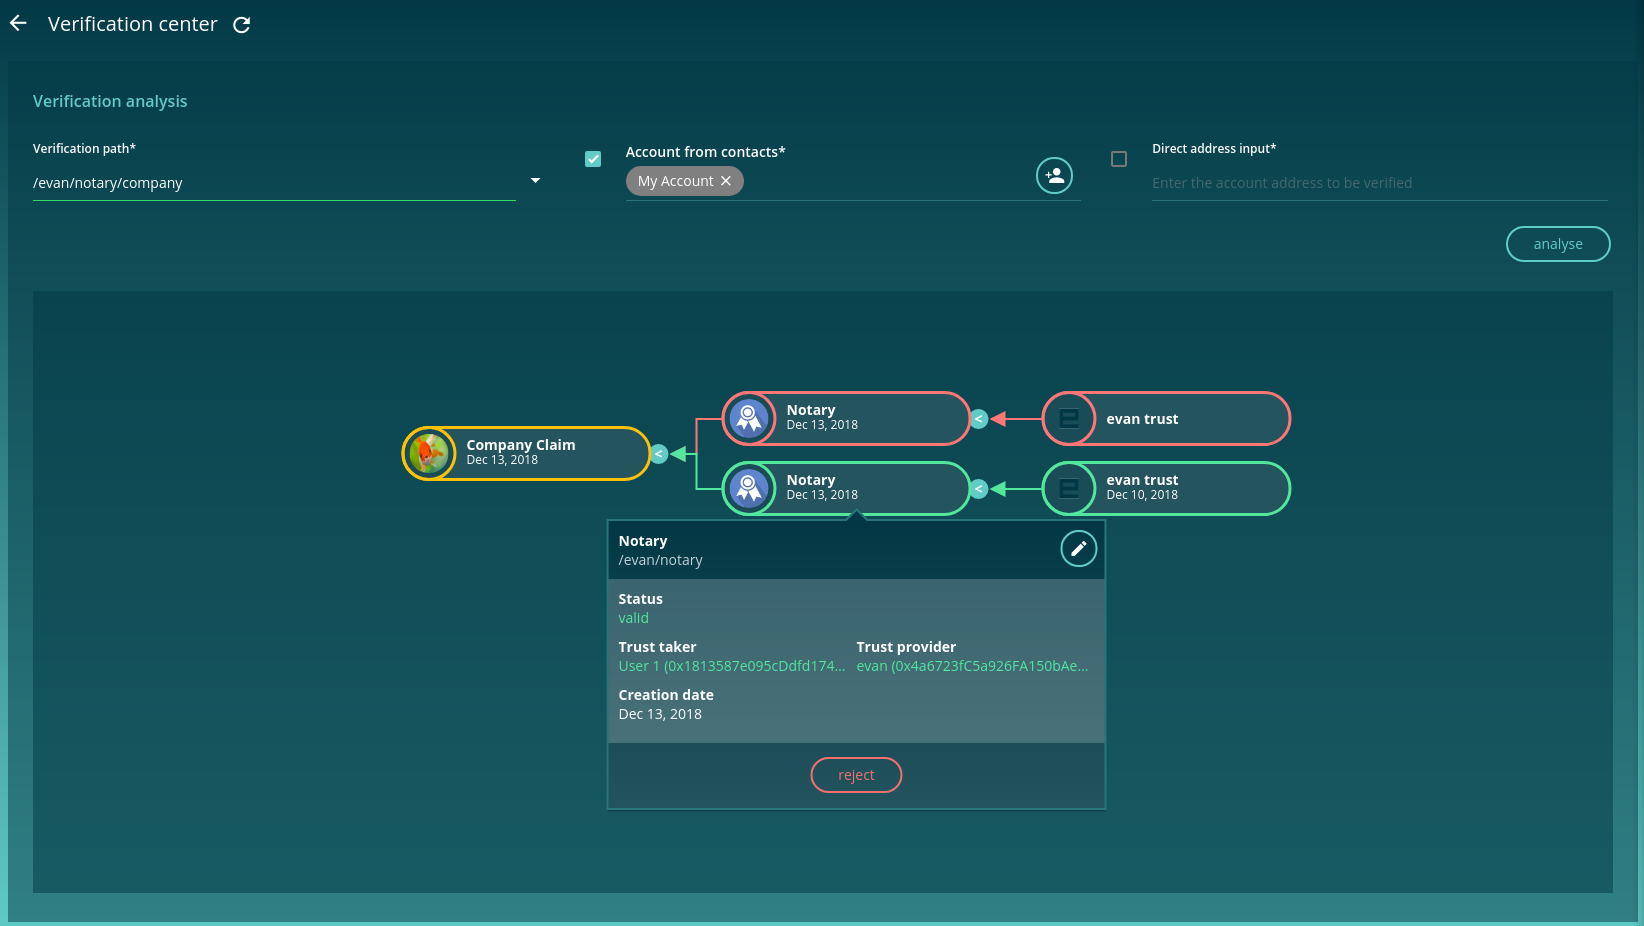 Verification center
Verification analysis
Verification path*
/evan/notary/company
Account from contacts*
My Account
Direct address input*
Enter the account address to be verified
analyse
Company Claim
Dec 13, 2018
<
Notary
Dec 13, 2018
<
evan trust
Notary
Dec 13, 2018
<
evan trust
Dec 10, 2018
Notary
/evan/notary
Status
valid
Trust taker
User 1 (0x1813587e095cDdfd174...
Trust provider
evan (0x4a6723fC5a926FA150bAe...
Creation date
Dec 13, 2018
reject